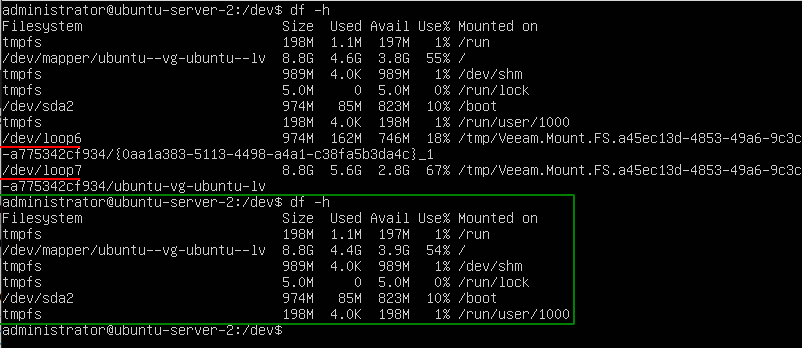 administrator@ubuntu-server-2:/dev$ df -h
Filesystem                         Size  Used Avail Use% Mounted on
tmpfs                              198M  1.1M  197M   1% /run
/dev/mapper/ubuntu--vg-ubuntu--lv  8.8G  4.6G  3.8G  55% /
tmpfs                              989M  4.0K  989M   1% /dev/shm
tmpfs                              5.0M     0  5.0M   0% /run/lock
/dev/sda2                          974M   85M  823M  10% /boot
tmpfs                              198M  4.0K  198M   1% /run/user/1000
/dev/loop6                         974M  162M  746M  18% /tmp/Veeam.Mount.FS.a45ec13d-4853-49a6-9c3c
-a775342cf934/{0aa1a383-5113-4498-a4a1-c38fa5b3da4c}_1
/dev/loop7                         8.8G  5.6G  2.8G  67% /tmp/Veeam.Mount.FS.a45ec13d-4853-49a6-9c3c
-a775342cf934/ubuntu-vg-ubuntu-lv
administrator@ubuntu-server-2:/dev$ df -h
Filesystem                         Size  Used Avail Use% Mounted on
tmpfs                              198M  1.1M  197M   1% /run
/dev/mapper/ubuntu--vg-ubuntu--lv  8.8G  4.4G  3.9G  54% /
tmpfs                              989M  4.0K  989M   1% /dev/shm
tmpfs                              5.0M     0  5.0M   0% /run/lock
/dev/sda2                          974M   85M  823M  10% /boot
tmpfs                              198M  4.0K  198M   1% /run/user/1000
administrator@ubuntu-server-2:/dev$